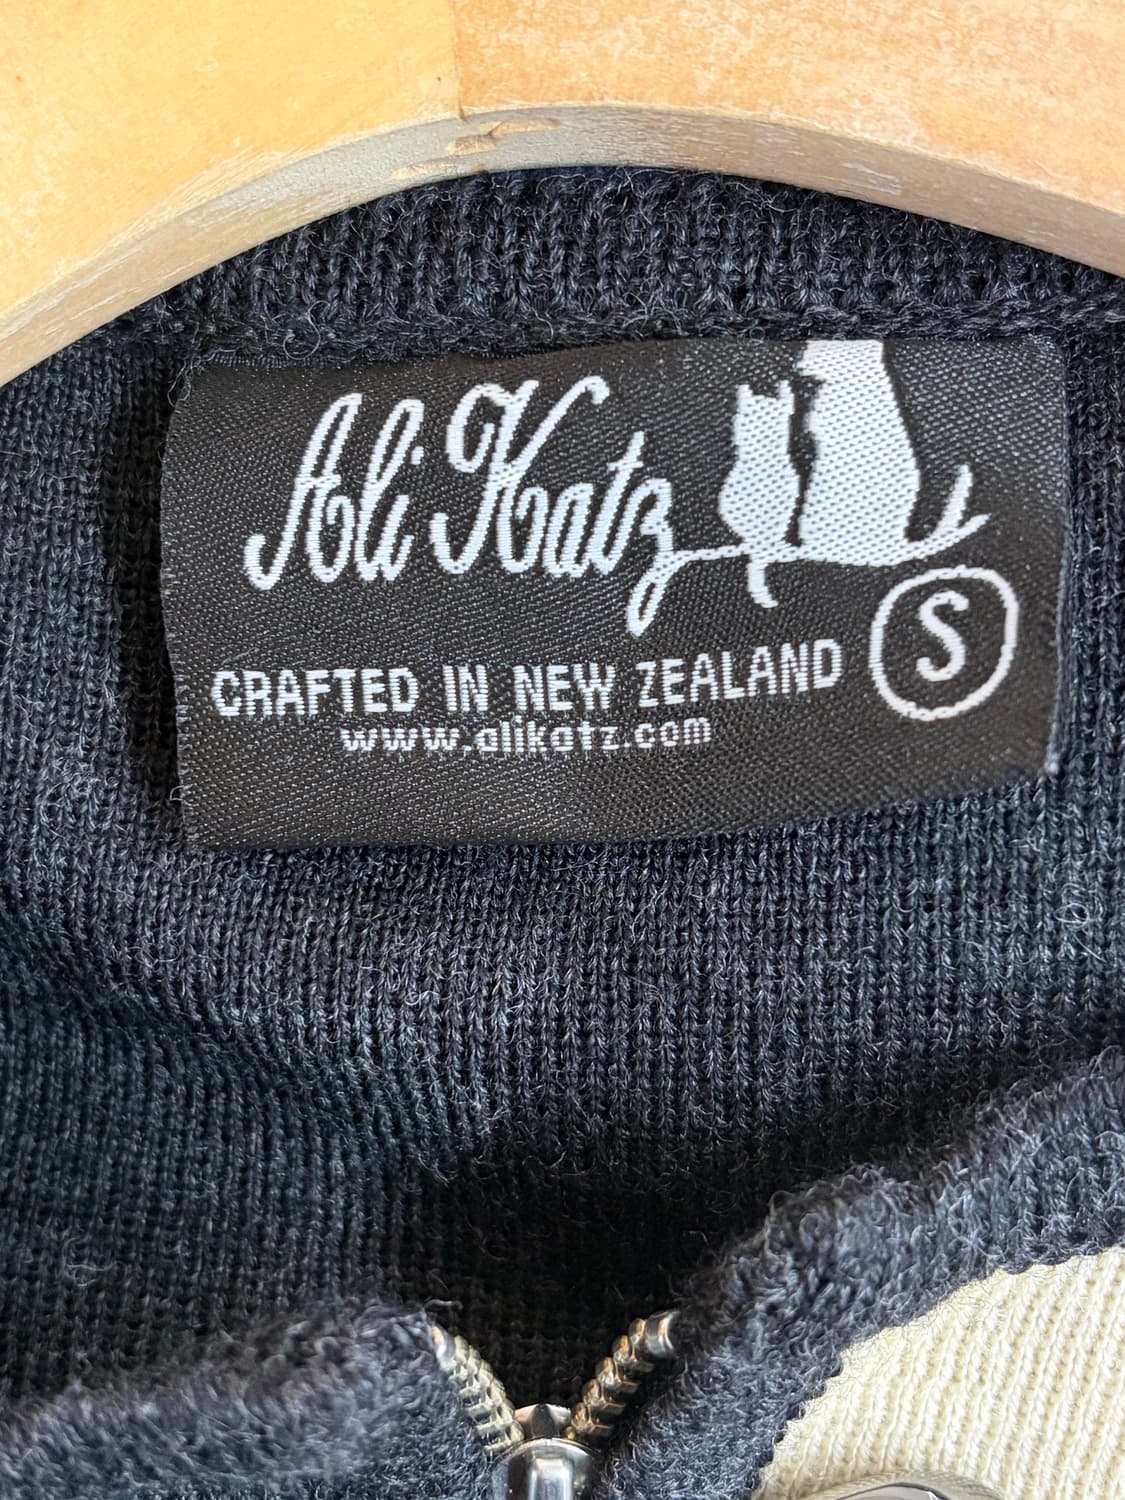 Ali Katz
S
CRAFTED IN NEW ZEALAND
www.alikatz.com